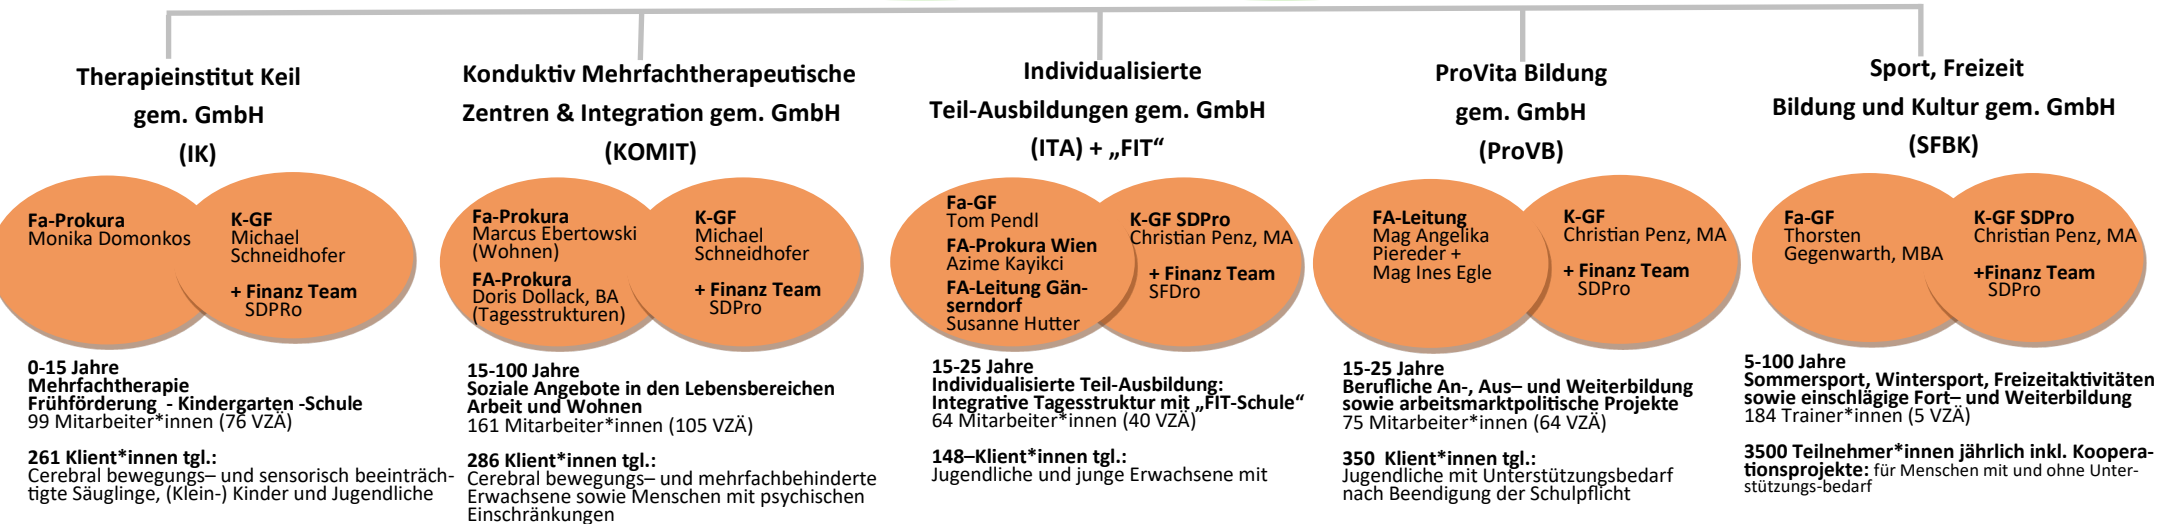 Therapieinstitut Keil
gem. GmbH
(IK)
Fa-Prokura
Monika Domonkos
K-GF
Michael
Schneidhofer
+ Finanz Team
SDPRo
0-15 Jahre
Mehrfachtherapie
Frühförderung - Kindergarten -Schule
99 Mitarbeiter*innen (76 VZÄ)
261 Klient*innen tgl.:
Cerebral bewegungs– und sensorisch beeinträch-
tigte Säuglinge, (Klein-) Kinder und Jugendliche
Konduktiv Mehrfachtherapeutische
Zentren & Integration gem. GmbH
(KOMIT)
Fa-Prokura
Marcus Ebertowski
(Wohnen)
FA-Prokura
Doris Dollack, BA
(Tagesstrukturen)
K-GF
Michael
Schneidhofer
+ Finanz Team
SDPro
15-100 Jahre
Soziale Angebote in den Lebensbereichen
Arbeit und Wohnen
161 Mitarbeiter*innen (105 VZÄ)
286 Klient*innen tgl.:
Cerebral bewegungs– und mehrfachbehinderte
Erwachsene sowie Menschen mit psychischen
Einschränkungen
Individualisierte
Teil-Ausbildungen gem. GmbH
(ITA) + „FIT“
Fa-GF
Tom Pendl
FA-Prokura Wien
Azime Kayikci
FA-Leitung Gän-
serndorf
Susanne Hutter
K-GF SDPro
Christian Penz, MA
+ Finanz Team
SFDro
15-25 Jahre
Individualisierte Teil-Ausbildung:
Integrative Tagesstruktur mit „FIT-Schule“
64 Mitarbeiter*innen (40 VZÄ)
148–Klient*innen tgl.:
Jugendliche und junge Erwachsene mit
ProVita Bildung
gem. GmbH
(ProVB)
FA-Leitung
Mag Angelika
Piereder +
Mag Ines Egle
K-GF
Christian Penz, MA
+ Finanz Team
SDPro
15-25 Jahre
Berufliche An-, Aus– und Weiterbildung
sowie arbeitsmarktpolitische Projekte
75 Mitarbeiter*innen (64 VZÄ)
350 Klient*innen tgl.:
Jugendliche mit Unterstützungsbedarf
nach Beendigung der Schulpflicht
Sport, Freizeit
Bildung und Kultur gem. GmbH
(SFBK)
Fa-GF
Thorsten
Gegenwarth, MBA
K-GF SDPro
Christian Penz, MA
+Finanz Team
SDPro
5-100 Jahre
Sommersport, Wintersport, Freizeitaktivitäten
sowie einschlägige Fort– und Weiterbildung
184 Trainer*innen (5 VZÄ)
3500 Teilnehmer*innen jährlich inkl. Koopera-
tionsprojekte: für Menschen mit und ohne Unter-
stützungs-bedarf